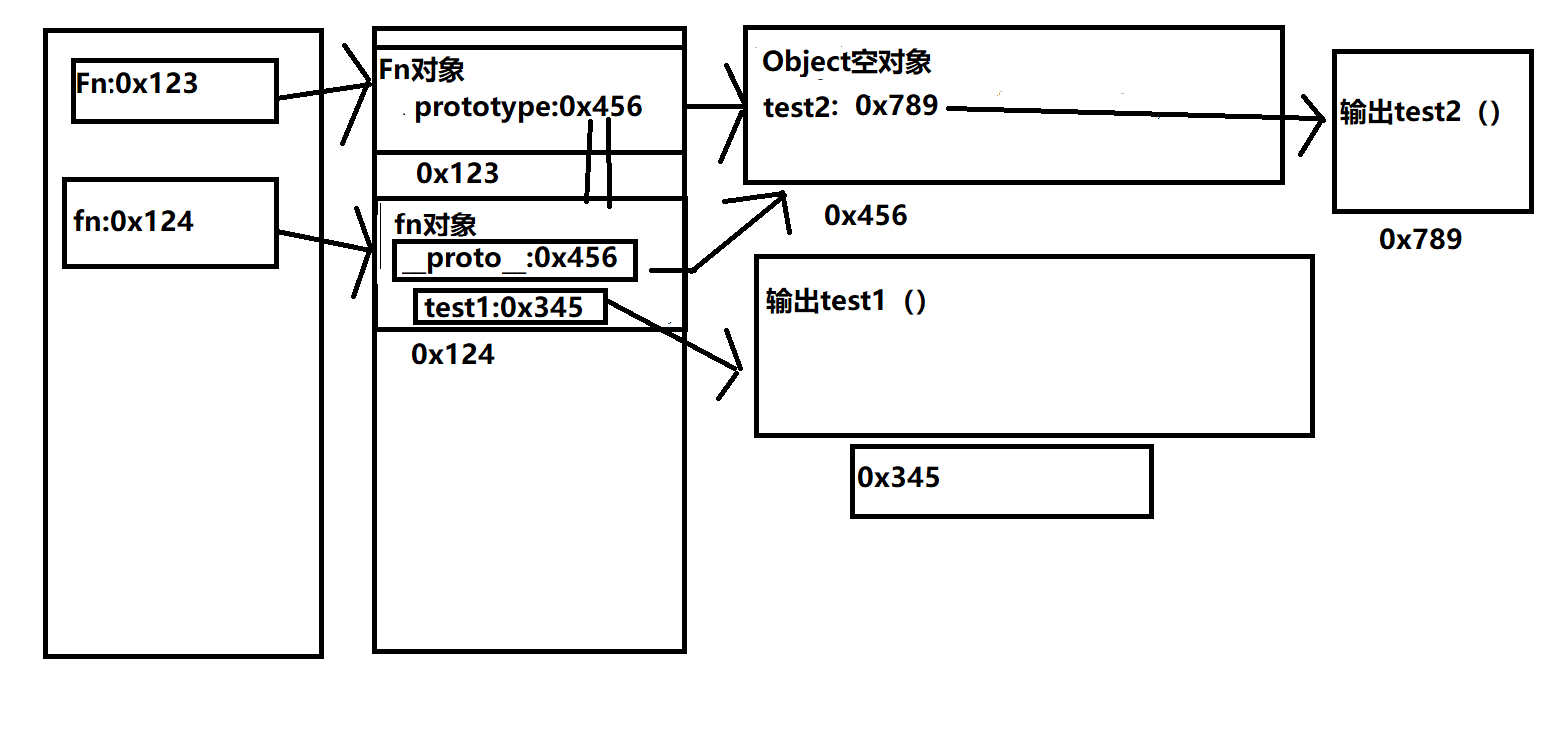 Fn:0x123
fn:0x124
Fn对象
prototype:0x456
0x123
fn对象
__proto__:0x456
test1:0x345
0x124
Object空对象
test2: 0x789
0x456
输出test1（）
0x345
输出test2（）
0x789